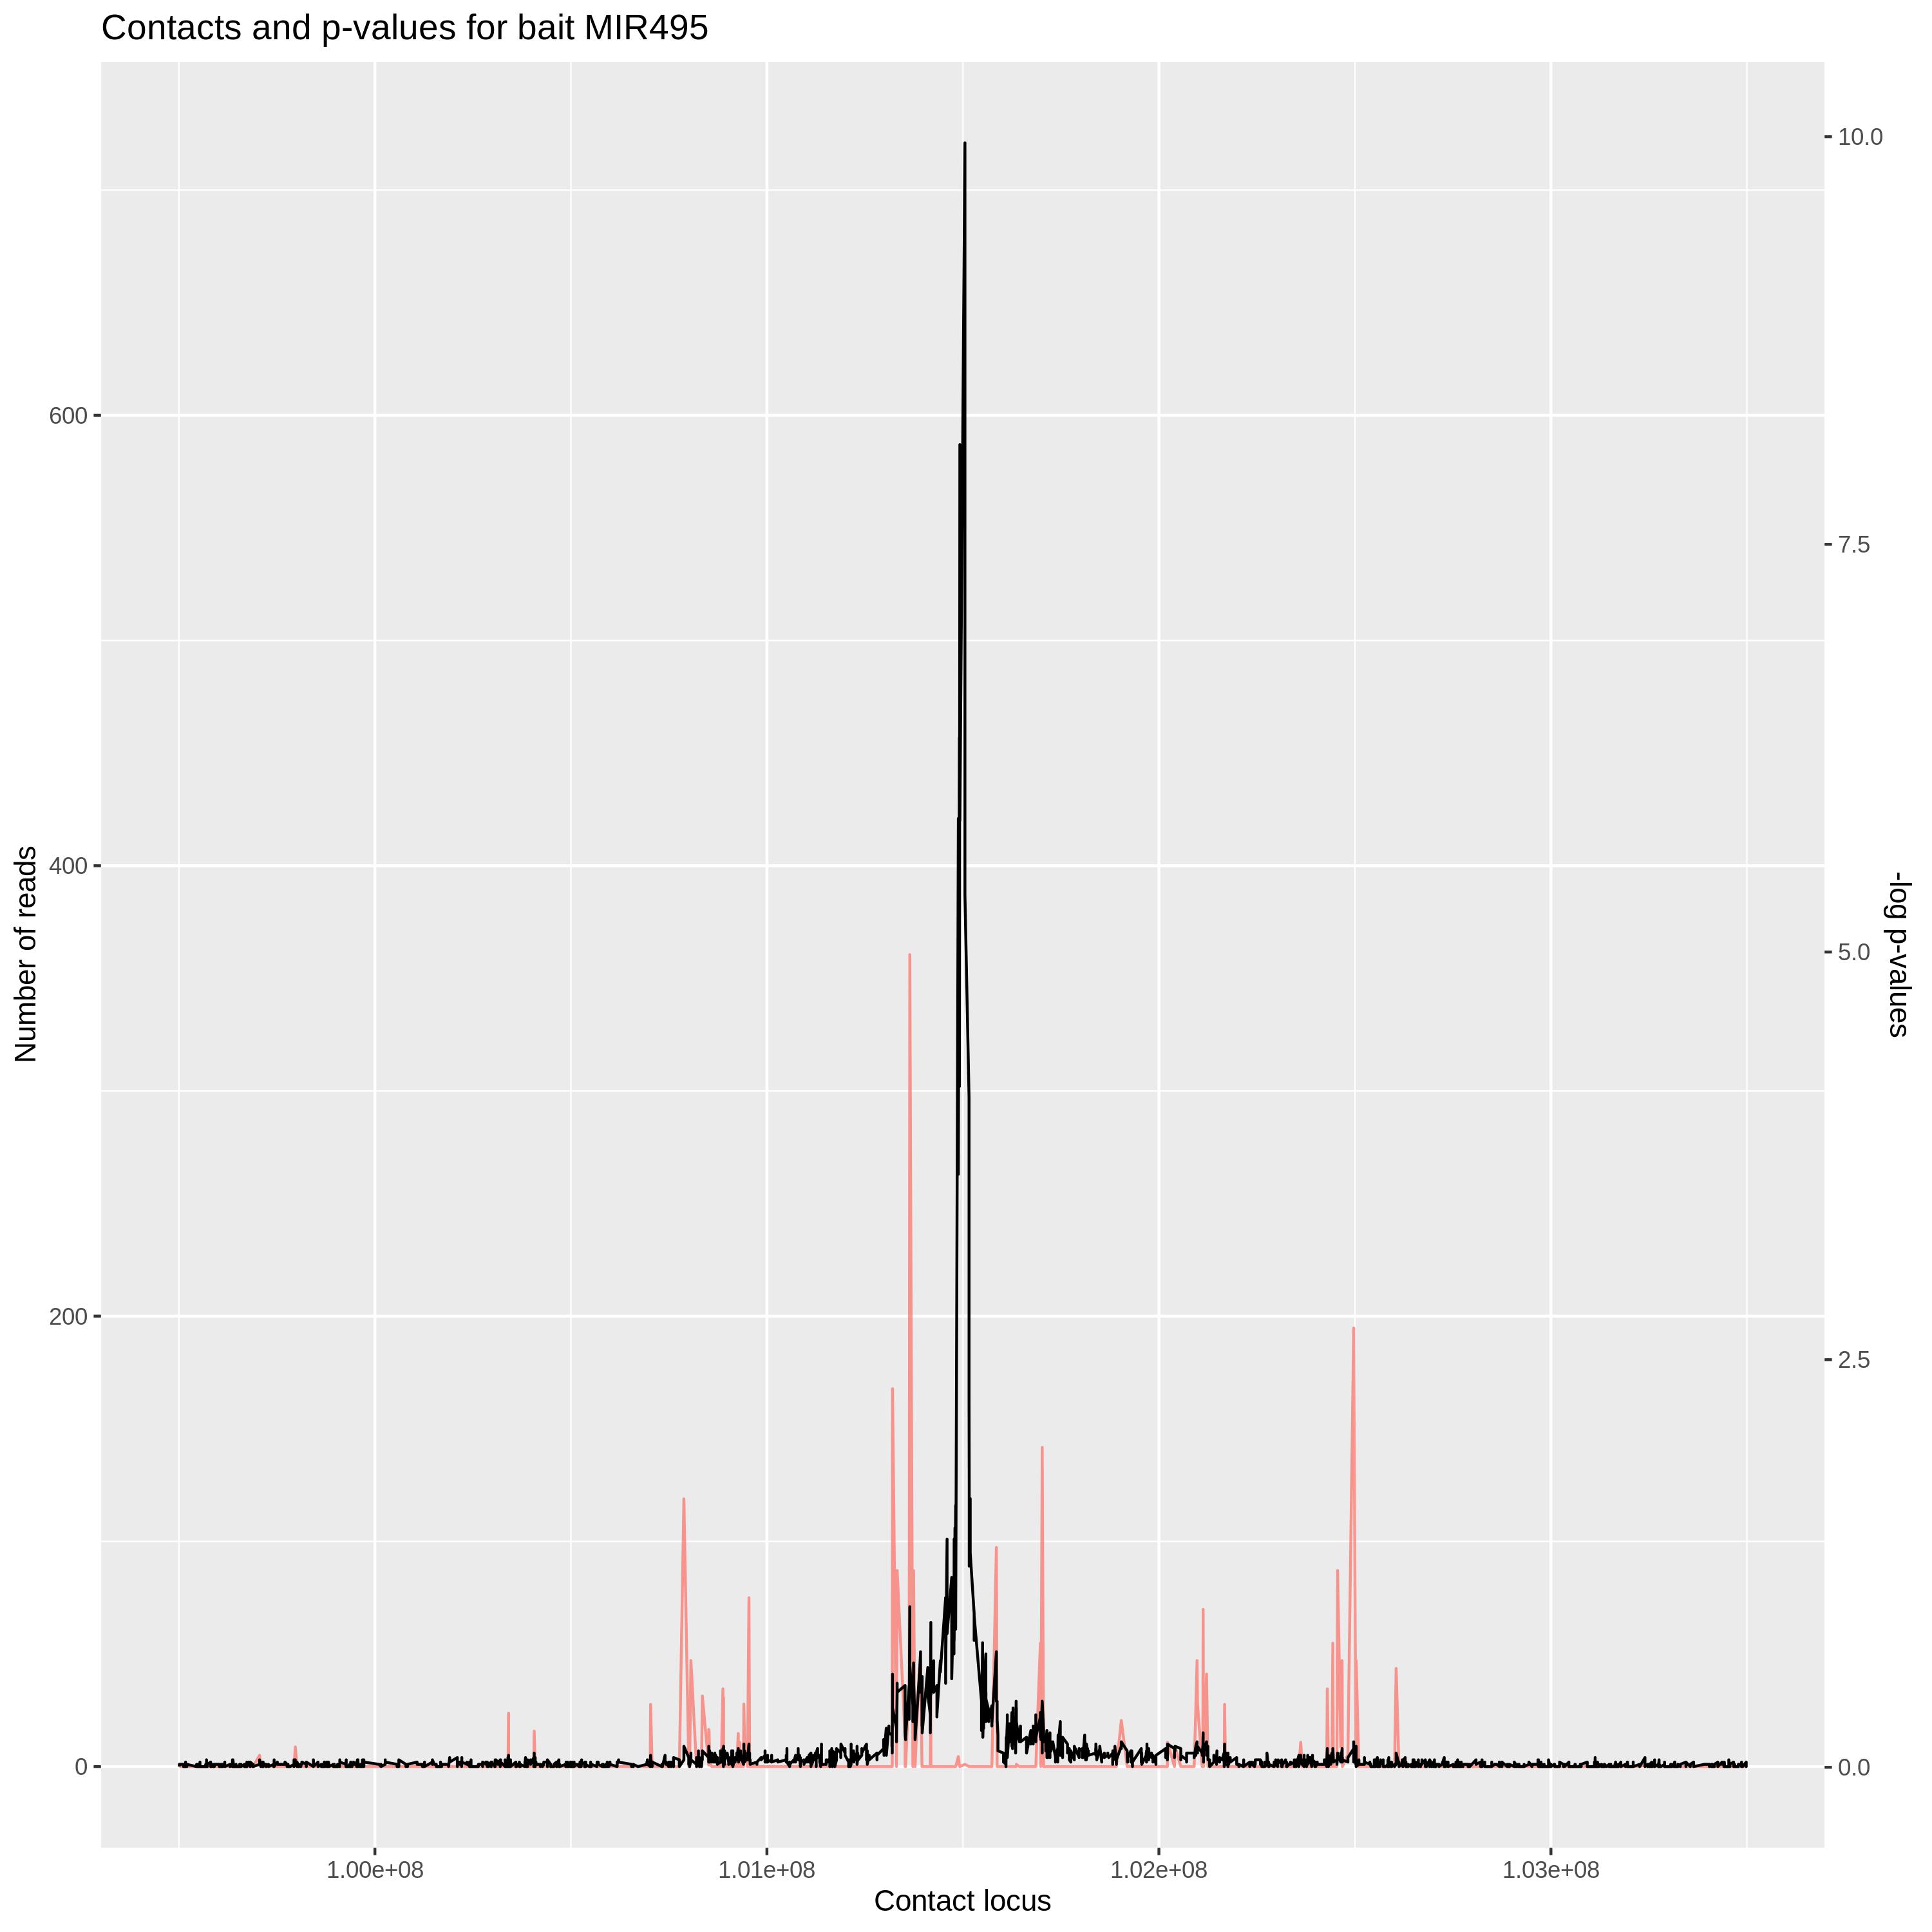 Contacts and p-values for bait MIR495
10.0
7.5
5.0
2.5
0.0
-log p-values
600
400
200
0
Number of reads
1.00e+08 1.01e+08 1.02e+08 1.03e+08
Contact locus